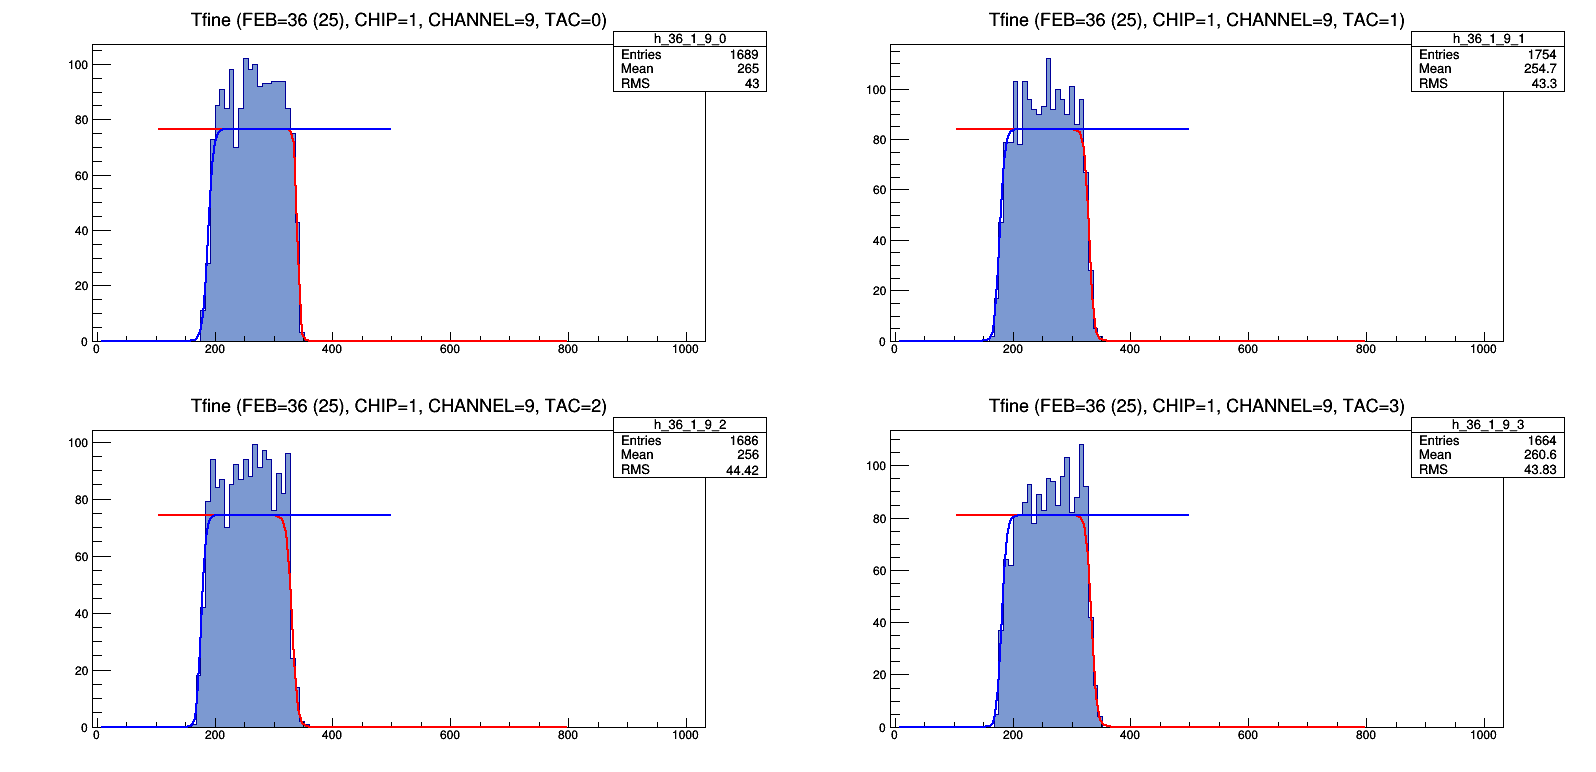 Tfine (FEB=36 (25), CHIP=1, CHANNEL=9, TAC=0)
h_36_1_9_0
Entries 1689
Mean 265
RMS 43
100
80
60
40
20
0
0 200 400 600 800 1000
Tfine (FEB=36 (25), CHIP=1, CHANNEL=9, TAC=1)
h_36_1_9_1
Entries 1754
Mean 254.7
RMS 43.3
100
80
60
40
20
0
0 200 400 600 800 1000
Tfine (FEB=36 (25), CHIP=1, CHANNEL=9, TAC=2)
h_36_1_9_2
Entries 1686
Mean 256
RMS 44.42
100
80
60
40
20
0
0 200 400 600 800 1000
Tfine (FEB=36 (25), CHIP=1, CHANNEL=9, TAC=3)
h_36_1_9_3
Entries 1664
Mean 260.6
RMS 43.83
100
80
60
40
20
0
0 200 400 600 800 1000